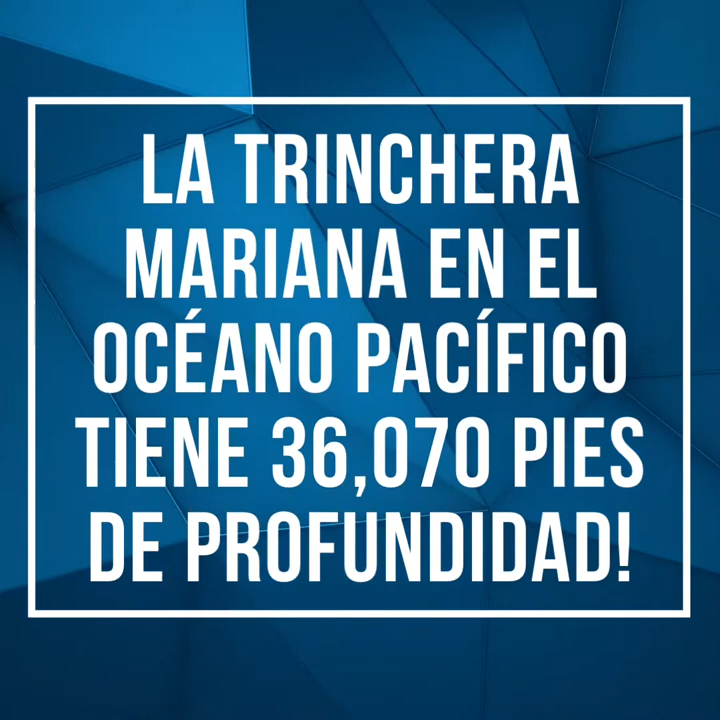 LA TRINCHERA
MARIANA EN EL
OCÉANO PACÍFICO
TIENE 36,070 PIES
DE PROFUNDIDAD!